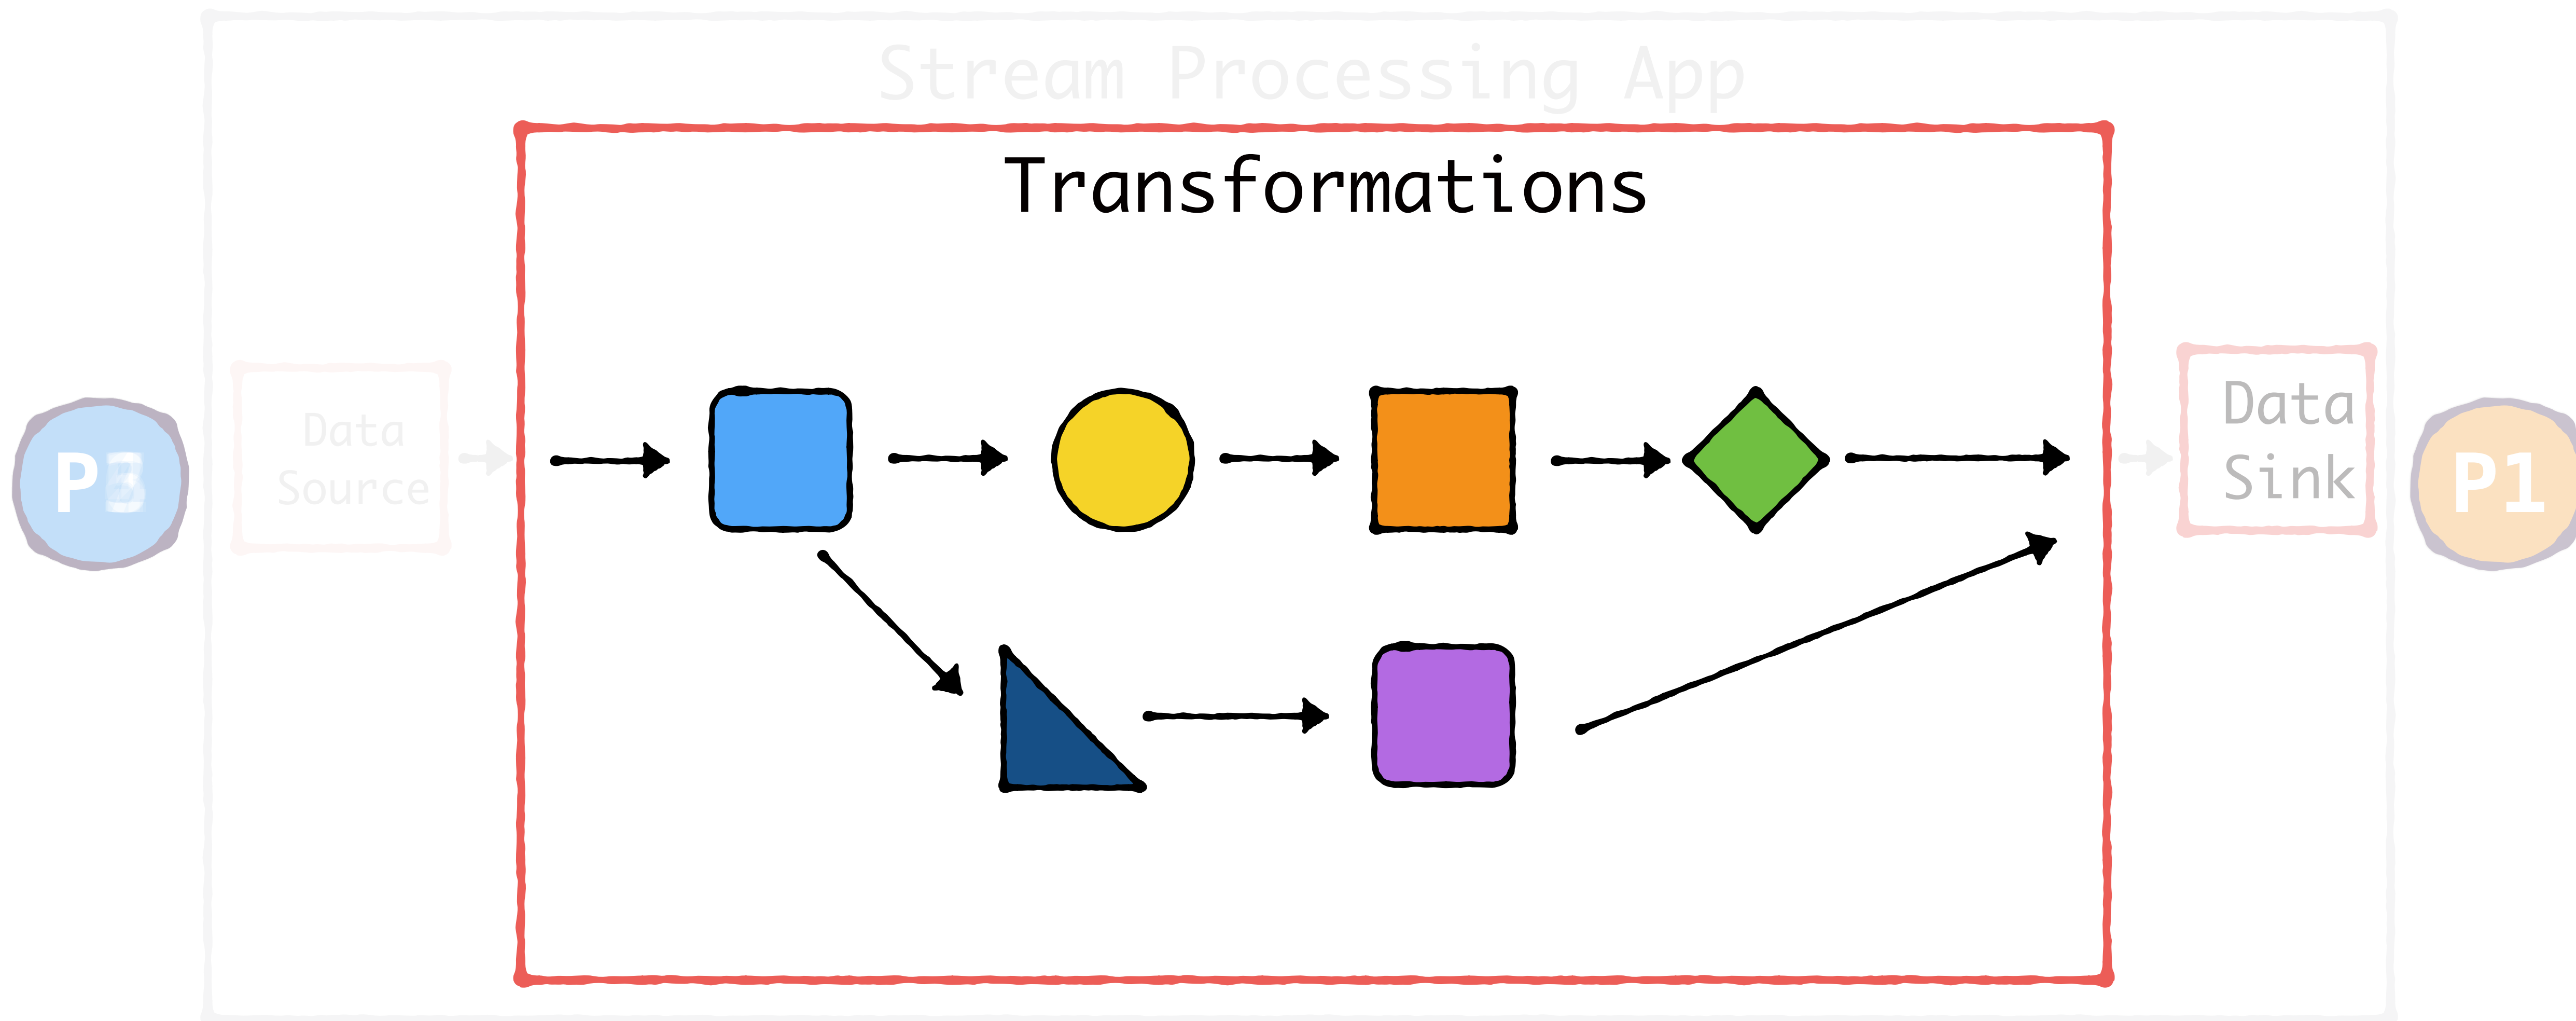 Stream Processing App
Transformations
Data
Source
Data
Sink
P
P1